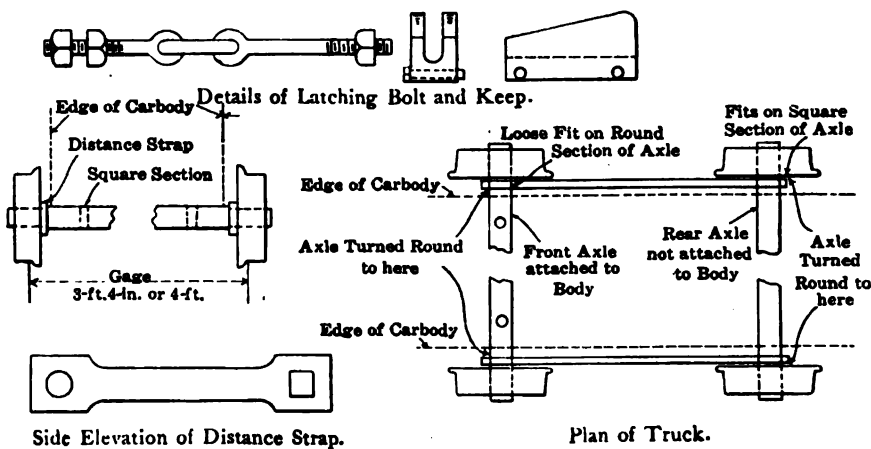 Details of Latching Bolt and Keep.
Edge of Carbody
Distance Strap
Square Section
Gage
3-ft.4-in. or 4-ft.
Side Elevation of Distance Strap.
Loose Fit on Round
Section of Axle
Fits on Square
Section of Axle
Edge of Carbody
Axle Turned Round
to here
Front Axle
attached to
Body
Rear Axle
not attached
to Body
Axle
Turned
Round to
here
Edge of Carbody
Plan of Truck.